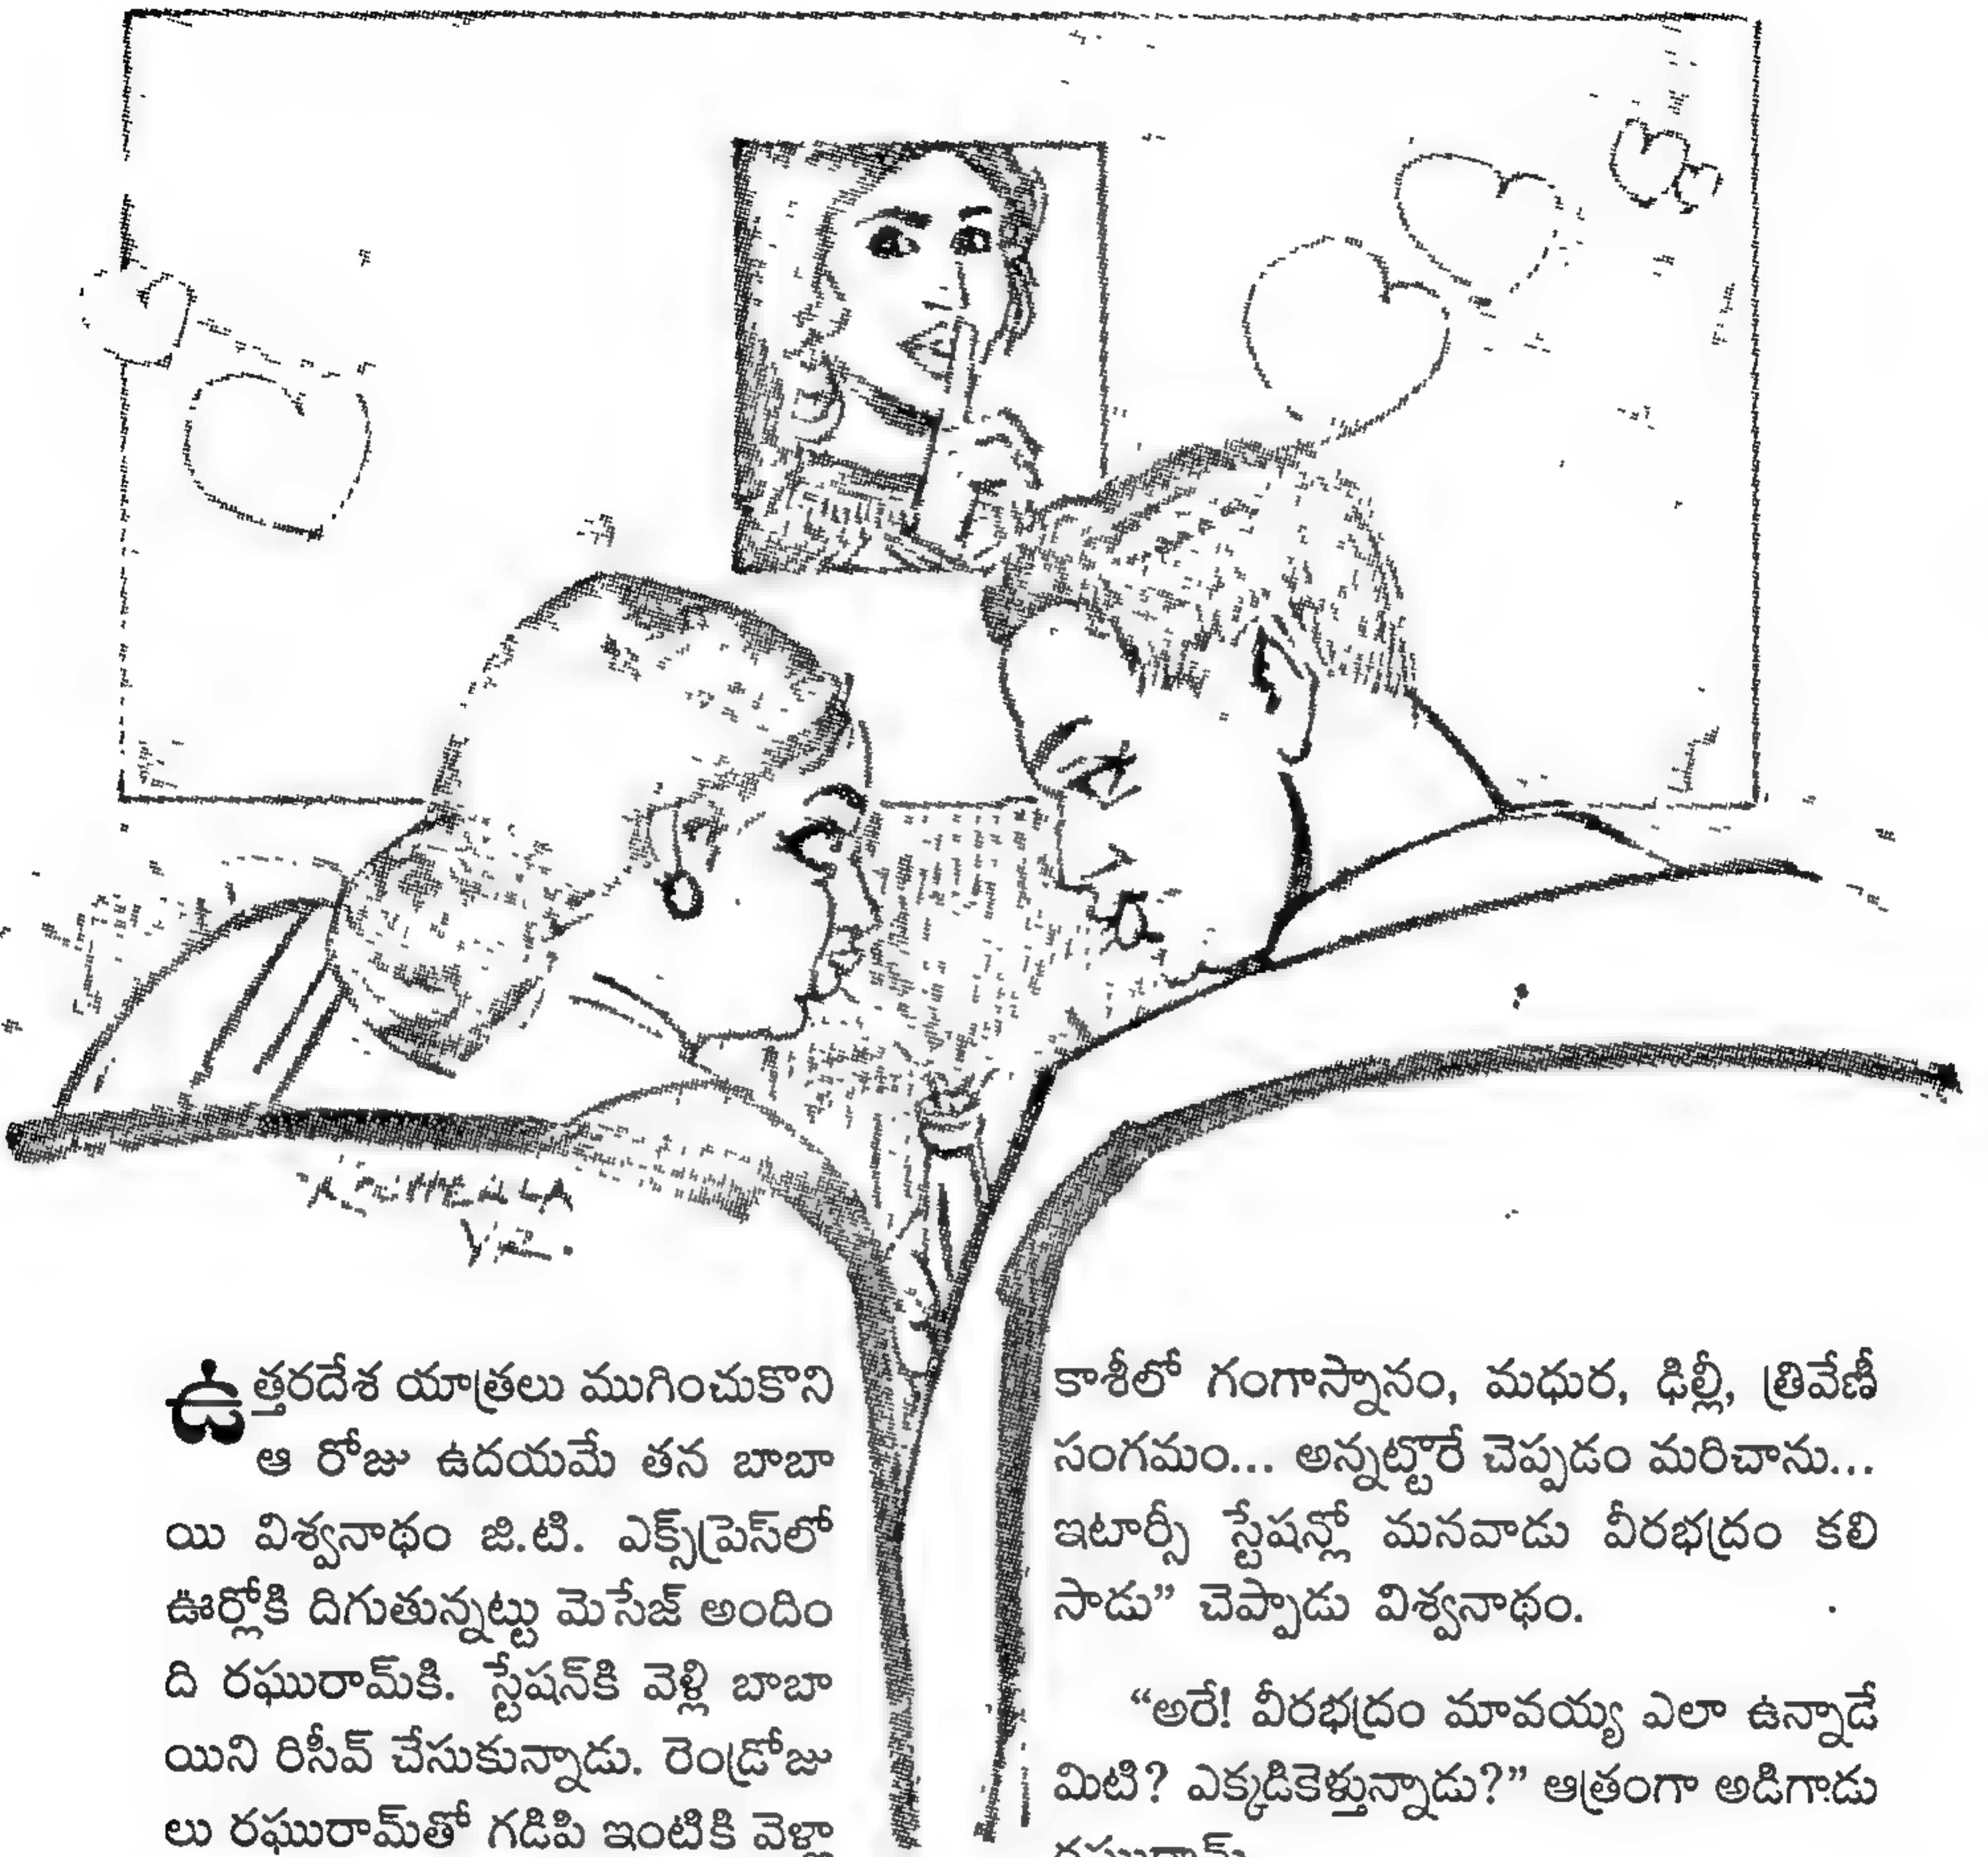 ఉత్తరదేశ యాత్రలు ముగించుకొని
ఆ రోజు ఉదయమే తన బాబా
యి విశ్వనాథం జి.టి. ఎక్స్‌ప్రెస్‌లో
ఊర్లోకి దిగుతున్నట్టు మెసేజ్ అందిం
ది రఘురామ్‌కి. స్టేషన్‌కి వెళ్లి బాబా
యిని రిసీవ్ చేసుకున్నాడు. రెండ్రోజు
లు రఘురామ్‌తో గడిపి ఇంటికి వెళ్లా
కాశీలో గంగాస్నానం, మధుర, ఢిల్లీ, త్రివేణీ
సంగమం... అన్నట్టొరే చెప్పడం మరిచాను...
ఇటార్సీ స్టేషన్లో మనవాడు వీరభద్రం కలి
సాడు” చెప్పాడు విశ్వనాథం.
“అరే! వీరభద్రం మావయ్య ఎలా ఉన్నాడే
మిటి? ఎక్కడికెళ్తున్నాడు?” ఆత్రంగా అడిగాడు